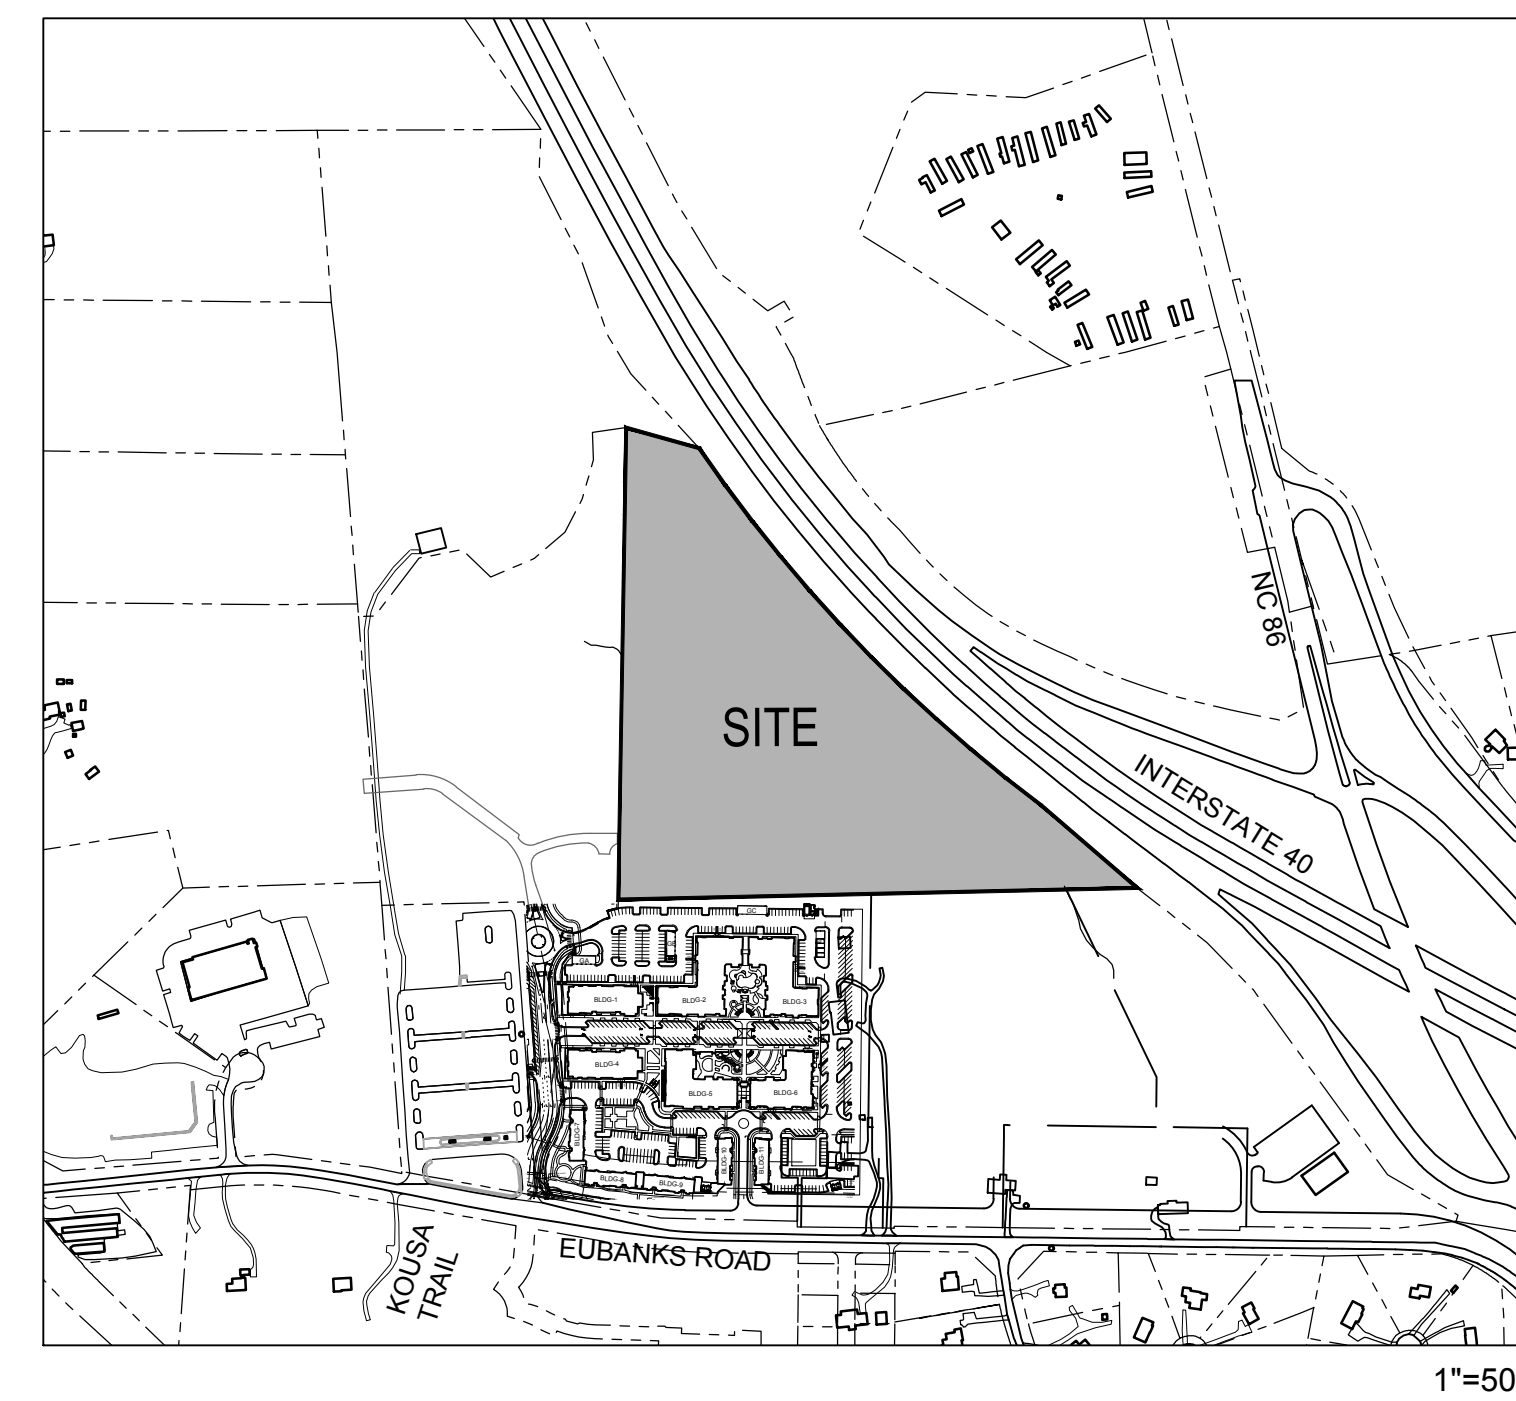 NC 86
SITE
INTERSTATE 40
GC
GB
GA
BLDG-1
BLDG-2
BLDG-3
BLDG-4
BLDG-5
BLDG-6
BLDG-7
BLDG-10
BLDG-11
BLDG-8
BLDG-9
KOUSA
TRAIL
EUBANKS ROAD
1"=50